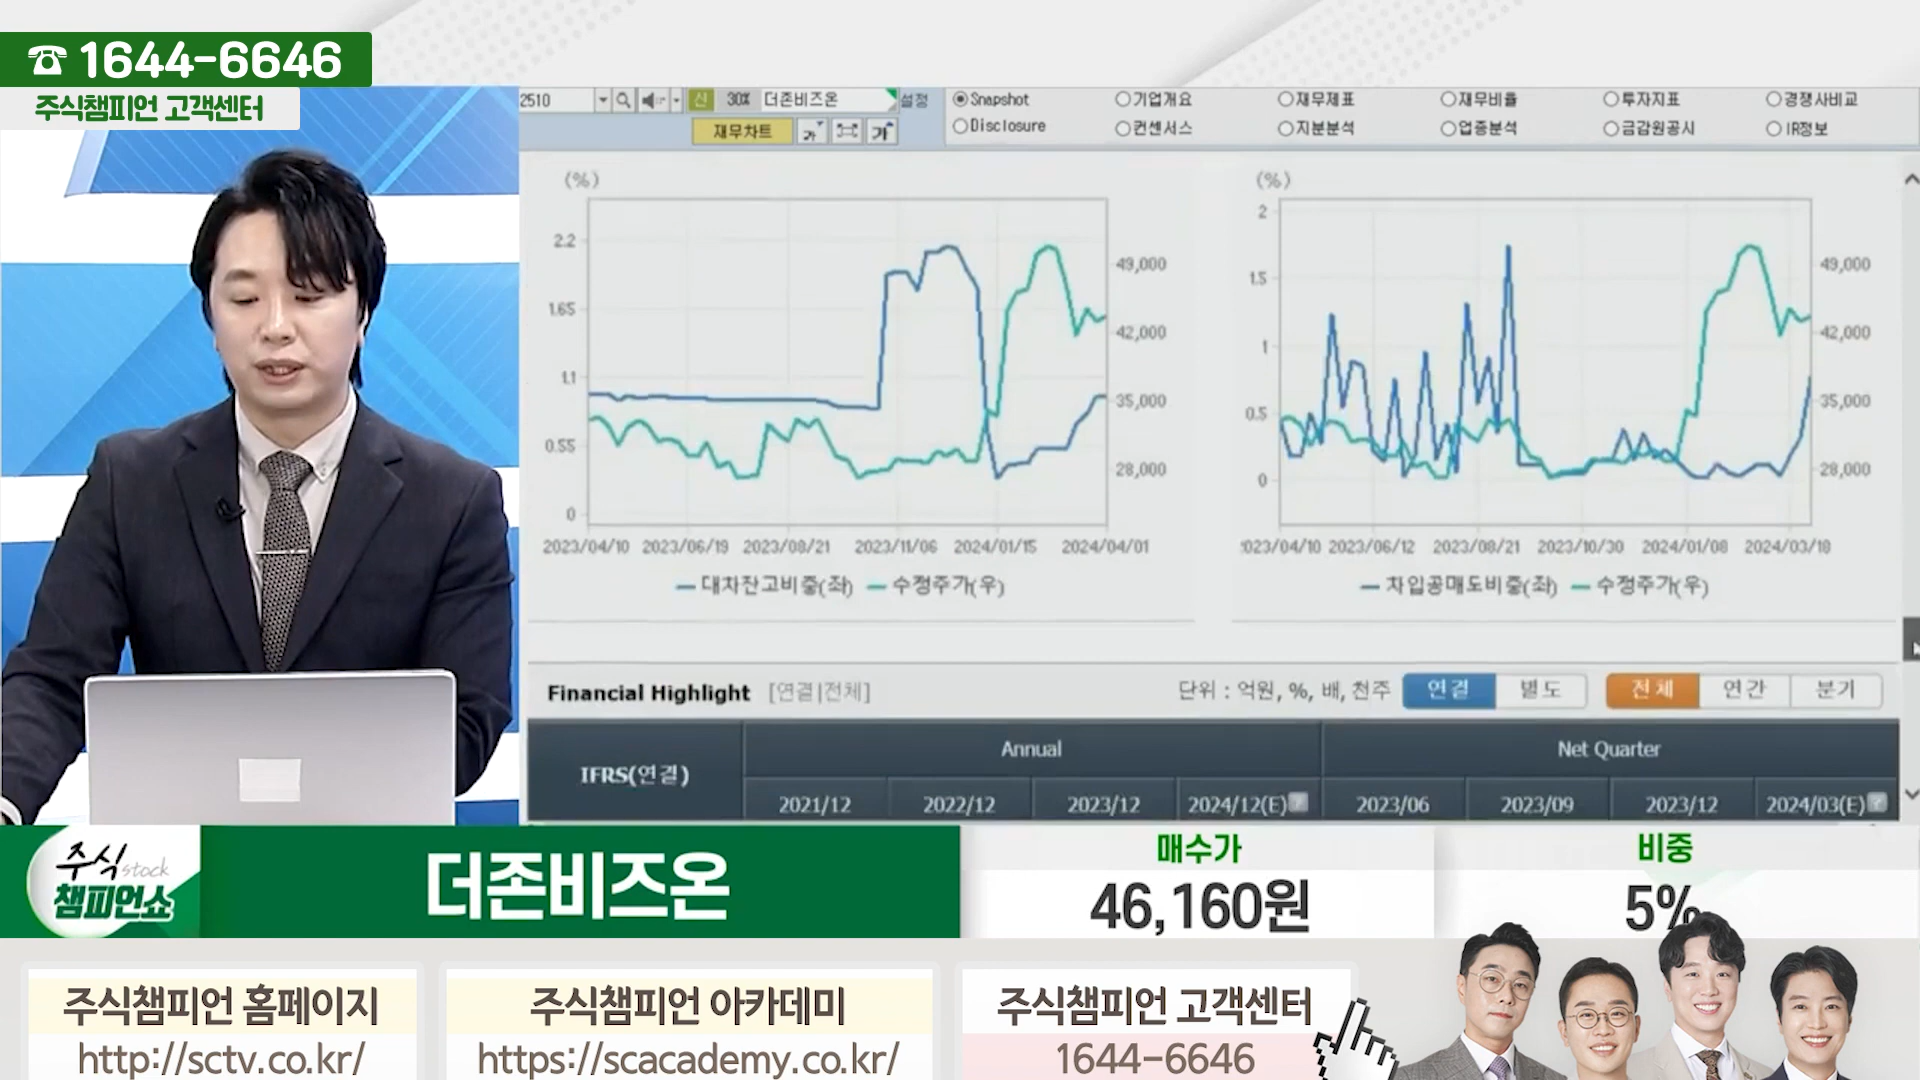 ☎ 1644-6646
주식챔피언 고객센터
2510 신 30% 더존비즈온 설정
재무차트 가 가
Snapshot 기업개요 재무제표 재무비율 투자지표 경쟁사비교
Disclosure 컨센서스 지분분석 업종분석 금감원공시 IR정보
(%)
2.2
1.65
1.1
0.55
0
49,000
42,000
35,000
28,000
2023/04/10 2023/06/19 2023/08/21 2023/11/06 2024/01/15 2024/04/01
대차잔고비중(좌) 수정주가(우)
(%)
2
1.5
1
0.5
0
49,000
42,000
35,000
28,000
2023/04/10 2023/06/12 2023/08/21 2023/10/30 2024/01/08 2024/03/18
차입공매도비중(좌) 수정주가(우)
Financial Highlight [연결|전체]
단위 : 억원, %, 배, 천주 연결 별도 전체 연간 분기
IFRS(연결) Annual Net Quarter
2021/12 2022/12 2023/12 2024/12(E) 2023/06 2023/09 2023/12 2024/03(E)
주식 stock
챔피언쇼
더존비즈온
매수가
46,160원
비중
5%
주식챔피언 홈페이지
http://sctv.co.kr/
주식챔피언 아카데미
https://scacademy.co.kr/
주식챔피언 고객센터
1644-6646